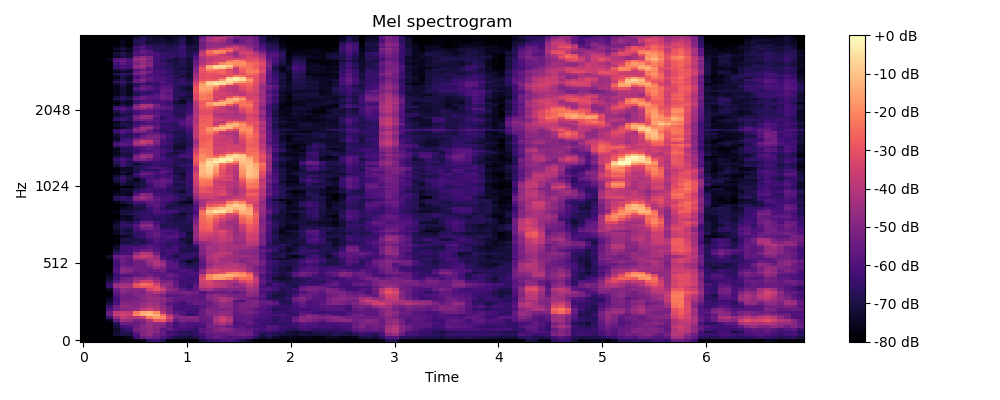 Mel spectrogram
+0 dB
-10 dB
2048
-20 dB
-30 dB
Hz
1024
-40 dB
-50 dB
512
-60 dB
-70 dB
0
-80 dB
0 1 2 3 4 5 6
Time